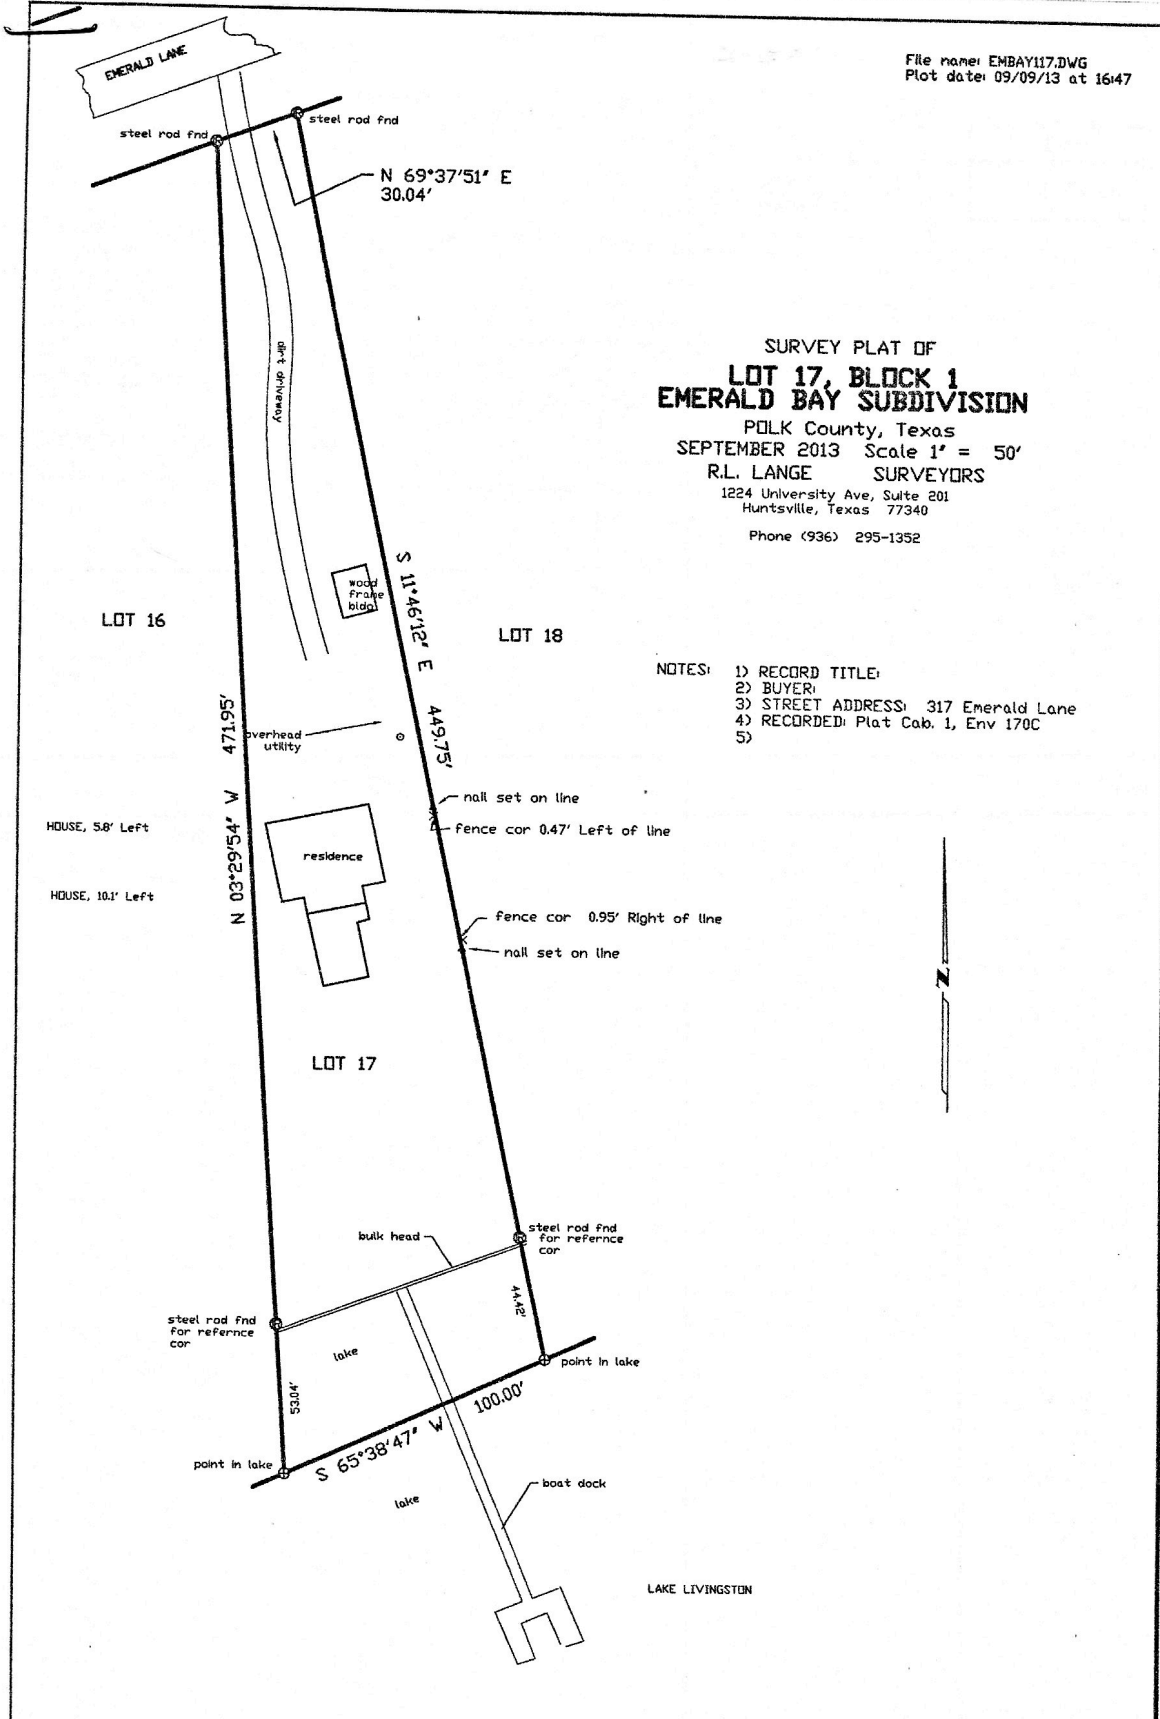 File name: EMBAY117.DWG
Plot date: 09/09/13 at 16:47
EMERALD LANE
steel rod fnd
steel rod fnd
N 69°37'51" E
30.04'
dirt driveway
SURVEY PLAT OF
LOT 17, BLOCK 1
EMERALD BAY SUBDIVISION
POLK County, Texas
SEPTEMBER 2013 Scale 1" = 50'
R.L. LANGE SURVEYORS
1224 University Ave, Suite 201
Huntsville, Texas 77340
Phone (936) 295-1352
wood
frame
bldg
S 11°46'12" E 449.75'
LOT 16
LOT 18
NOTES: 1) RECORD TITLE:
2) BUYER:
3) STREET ADDRESS: 317 Emerald Lane
4) RECORDED: Plat Cab. 1, Env 170C
5)
N 03°29'54" W 471.95'
overhead
utility
nail set on line
fence cor 0.47' Left of line
HOUSE, 5.8' Left
residence
HOUSE, 10.1' Left
fence cor 0.95' Right of line
nail set on line
N
LOT 17
bulk head
steel rod fnd
for refernce
cor
44.42'
steel rod fnd
for refernce
cor
lake
53.04'
point in lake
S 65°38'47" W 100.00'
point in lake
lake
boat dock
LAKE LIVINGSTON